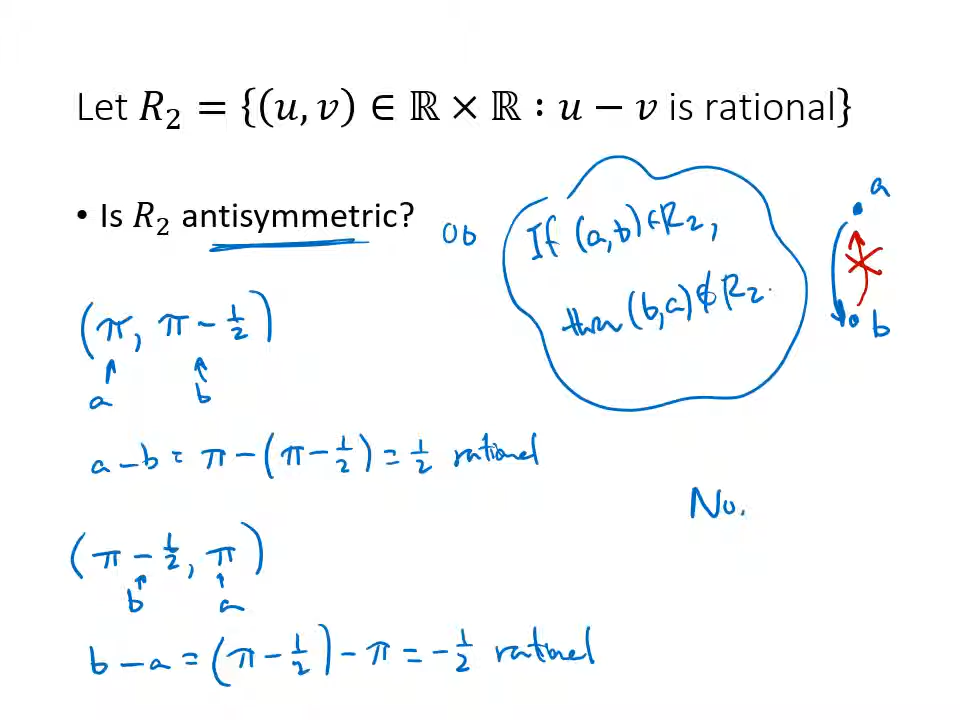 Let R₂ = {(u, v) ∈ ℝ × ℝ : u − v is rational}
• Is R₂ antisymmetric?
Ob
If (a,b) ∈ R₂,
then (b,a) ∉ R₂.
a
b
(π, π − 1/2)
a b
a − b = π − (π − 1/2) = 1/2 rational
No.
(π − 1/2, π)
b a
b − a = (π − 1/2) − π = − 1/2 rational